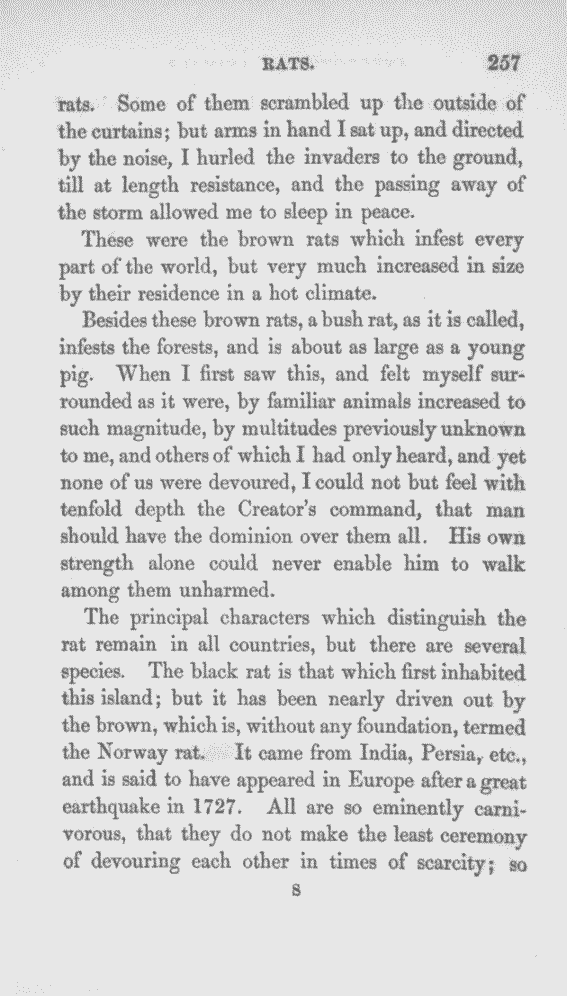 RATS. 257
rats. Some of them scrambled up the outside of
the curtains; but arms in hand I sat up, and directed
by the noise, I hurled the invaders to the ground,
till at length resistance, and the passing away of
the storm allowed me to sleep in peace.
These were the brown rats which infest every
part of the world, but very much increased in size
by their residence in a hot climate.
Besides these brown rats, a bush rat, as it is called,
infests the forests, and is about as large as a young
pig. When I first saw this, and felt myself sur-
rounded as it were, by familiar animals increased to
such magnitude, by multitudes previously unknown
to me, and others of which I had only heard, and yet
none of us were devoured, I could not but feel with
tenfold depth the Creator's command, that man
should have the dominion over them all. His own
strength alone could never enable him to walk
among them unharmed.
The principal characters which distinguish the
rat remain in all countries, but there are several
species. The black rat is that which first inhabited
this island; but it has been nearly driven out by
the brown, which is, without any foundation, termed
the Norway rat. It came from India, Persia, etc.,
and is said to have appeared in Europe after a great
earthquake in 1727. All are so eminently carni-
vorous, that they do not make the least ceremony
of devouring each other in times of scarcity; so
S